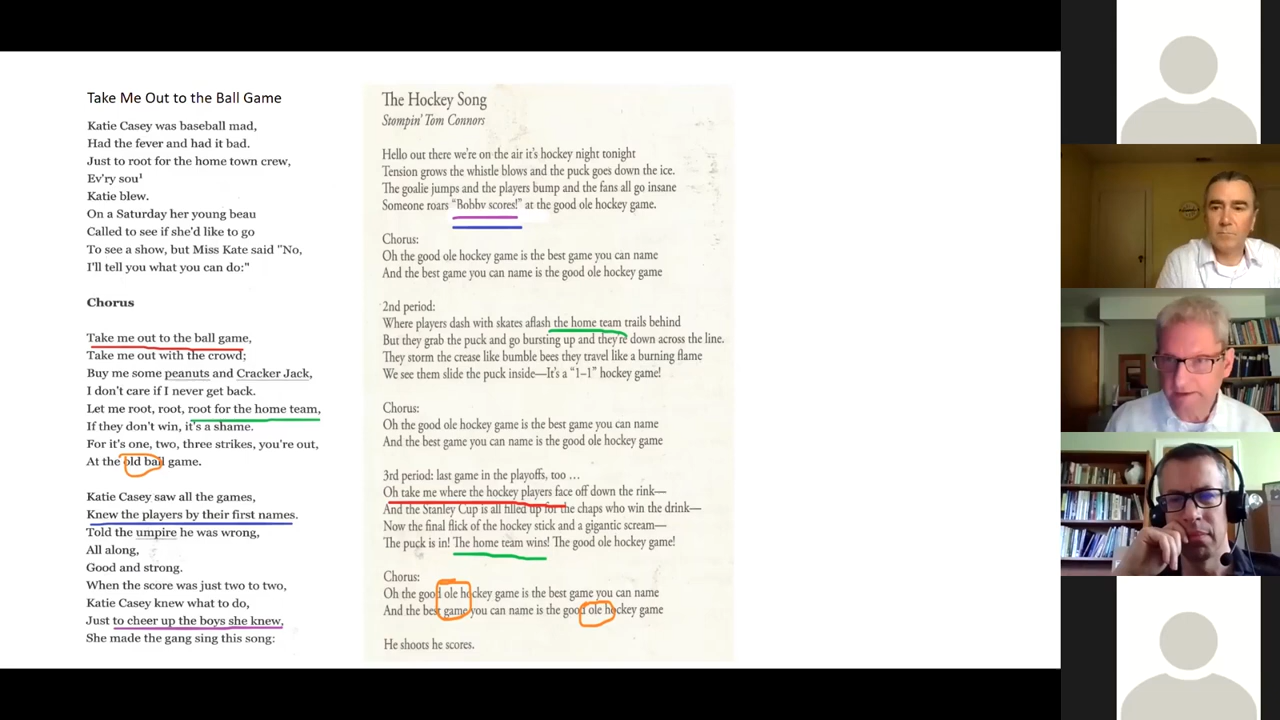 Take Me Out to the Ball Game
Katie Casey was baseball mad,
Had the fever and had it bad.
Just to root for the home town crew,
Ev'ry sou¹
Katie blew.
On a Saturday her young beau
Called to see if she'd like to go
To see a show, but Miss Kate said "No,
I'll tell you what you can do:"
Chorus
Take me out to the ball game,
Take me out with the crowd;
Buy me some peanuts and Cracker Jack,
I don't care if I never get back.
Let me root, root, root for the home team,
If they don't win, it's a shame.
For it's one, two, three strikes, you're out,
At the old ball game.
Katie Casey saw all the games,
Knew the players by their first names.
Told the umpire he was wrong,
All along,
Good and strong.
When the score was just two to two,
Katie Casey knew what to do,
Just to cheer up the boys she knew,
She made the gang sing this song:
The Hockey Song
Stompin' Tom Connors
Hello out there we're on the air it's hockey night tonight
Tension grows the whistle blows and the puck goes down the ice.
The goalie jumps and the players bump and the fans all go insane
Someone roars “Bobby scores!” at the good ole hockey game.
Chorus:
Oh the good ole hockey game is the best game you can name
And the best game you can name is the good ole hockey game
2nd period:
Where players dash with skates aflash the home team trails behind
But they grab the puck and go bursting up and they're down across the line.
They storm the crease like bumble bees they travel like a burning flame
We see them slide the puck inside—It's a “1–1” hockey game!
Chorus:
Oh the good ole hockey game is the best game you can name
And the best game you can name is the good ole hockey game
3rd period: last game in the playoffs, too ...
Oh take me where the hockey players face off down the rink—
And the Stanley Cup is all filled up for the chaps who win the drink—
Now the final flick of the hockey stick and a gigantic scream—
The puck is in! The home team wins! The good ole hockey game!
Chorus:
Oh the good ole hockey game is the best game you can name
And the best game you can name is the good ole hockey game
He shoots he scores.